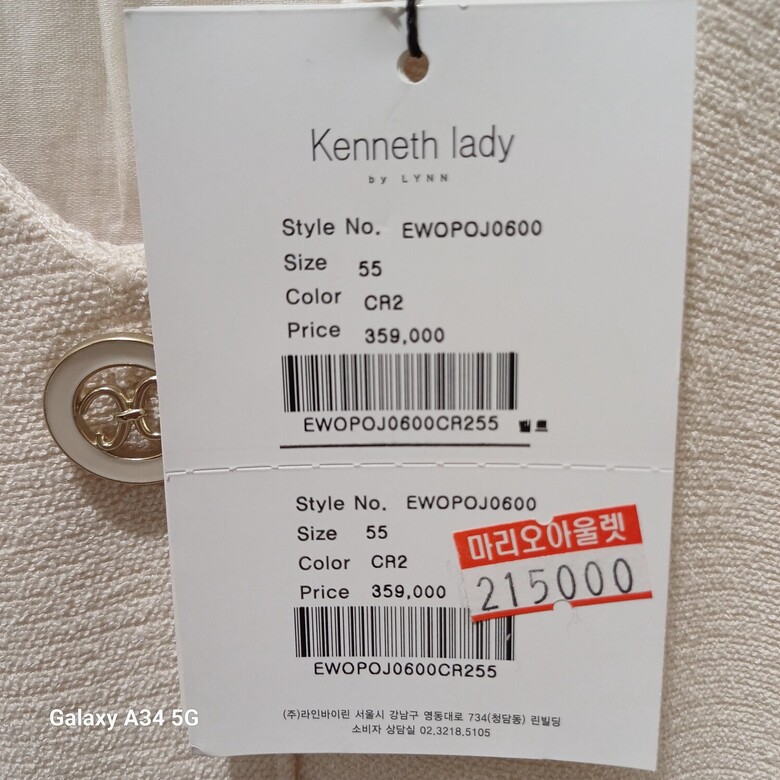 Kenneth lady
by LYNN
Style No. EWOPOJ0600
Size 55
Color CR2
Price 359,000
EWOPOJ0600CR255 벨트
Style No. EWOPOJ0600
Size 55
Color CR2
Price 359,000
마리오아울렛
215000
EWOPOJ0600CR255
(주)라인바이린 서울시 강남구 영동대로 734(청담동) 린빌딩
소비자 상담실 02.3218.5105
Galaxy A34 5G